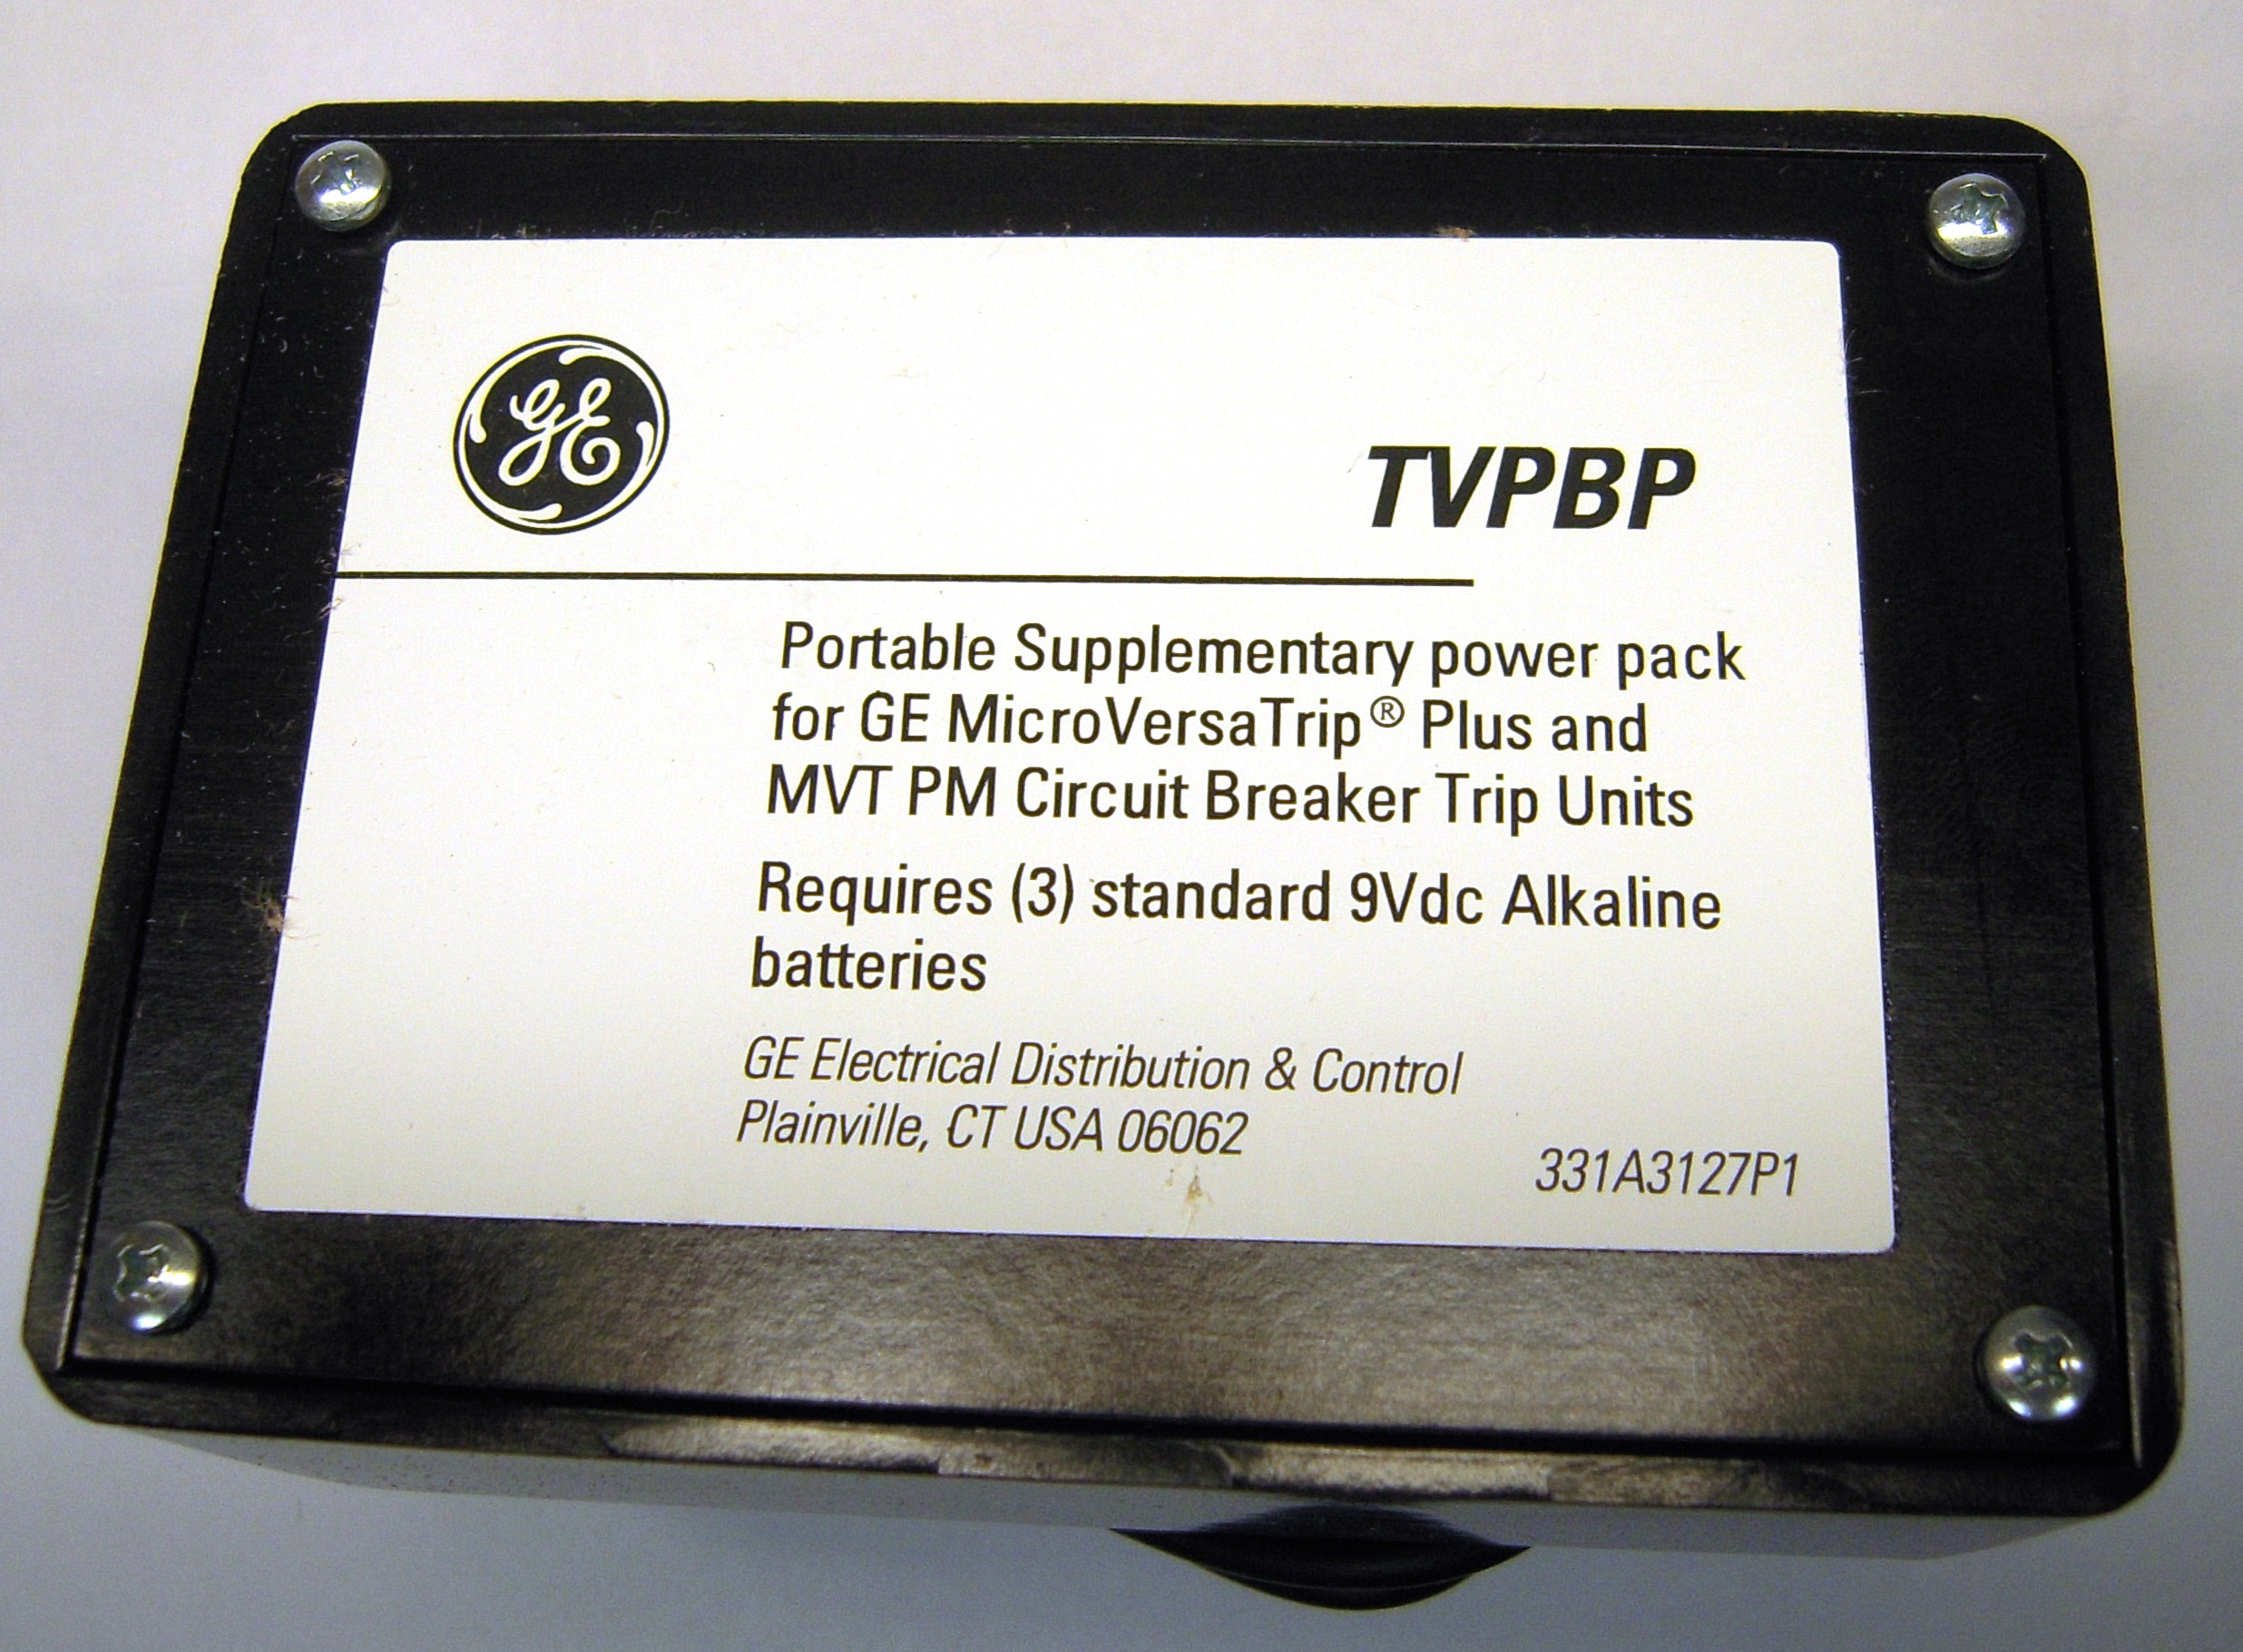 GE
TVPBP
Portable Supplementary power pack
for GE MicroVersaTrip® Plus and
MVT PM Circuit Breaker Trip Units
Requires (3) standard 9Vdc Alkaline
batteries
GE Electrical Distribution & Control
Plainville, CT USA 06062
331A3127P1